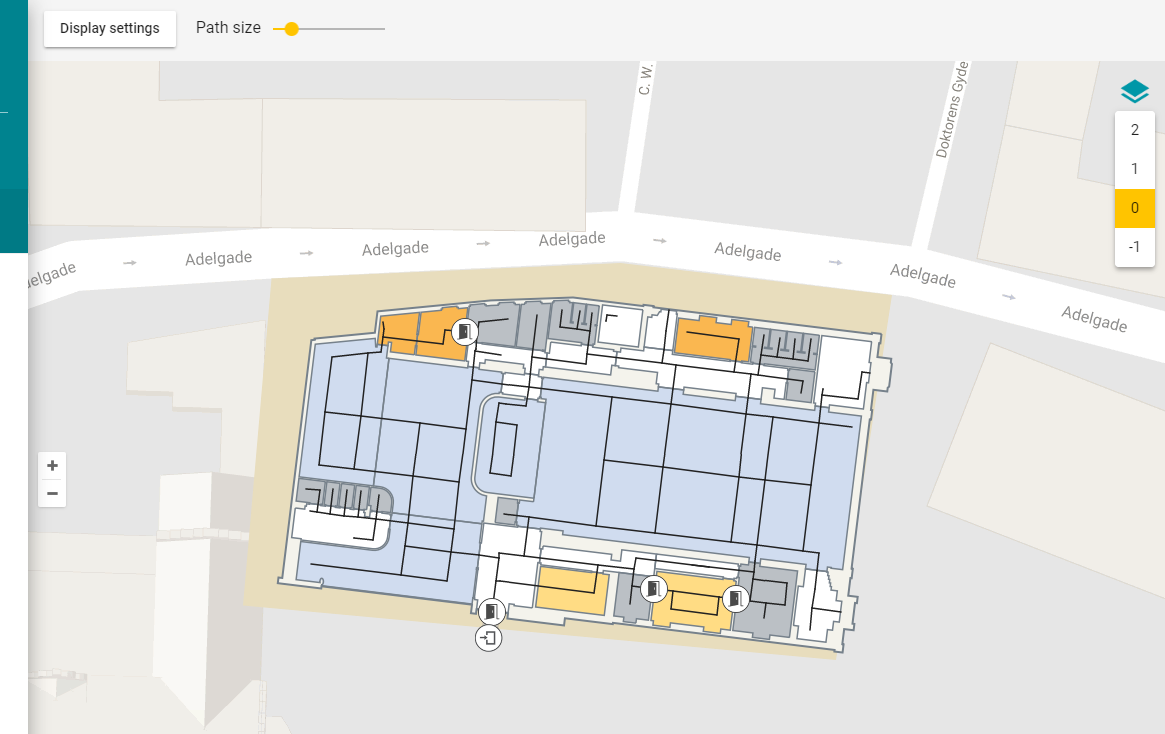 Display settings
Path size
C. W.
Doktorens Gyde
2
1
0
-1
elgade
Adelgade
Adelgade
Adelgade
Adelgade
Adelgade
Adelgade
+
−